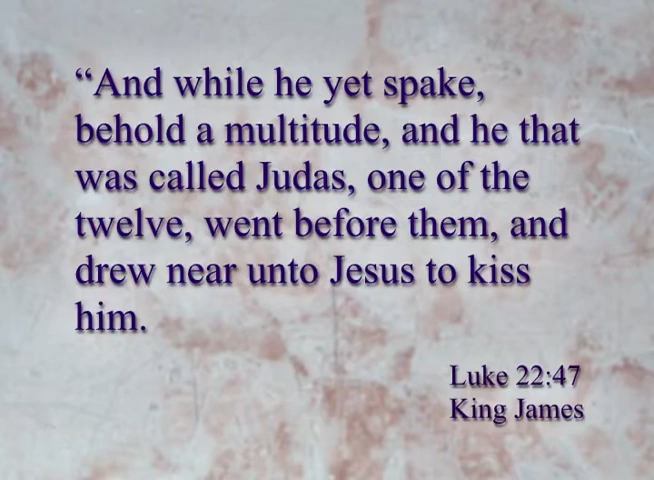 “And while he yet spake,
behold a multitude, and he that
was called Judas, one of the
twelve, went before them, and
drew near unto Jesus to kiss
him.
Luke 22:47
King James